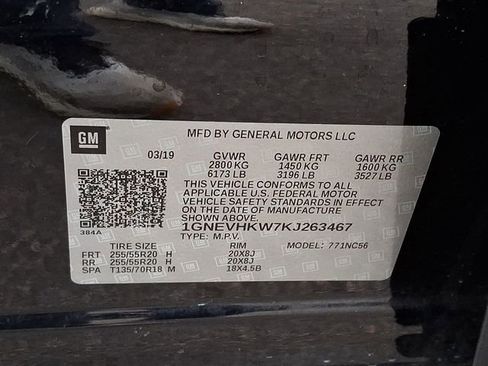 GM
MFD BY GENERAL MOTORS LLC
03/19 GVWR GAWR FRT GAWR RR
2800 KG 1450 KG 1600 KG
6173 LB 3196 LB 3527 LB
THIS VEHICLE CONFORMS TO ALL
APPLICABLE U.S. FEDERAL MOTOR
VEHICLE SAFETY STANDARDS IN EFFECT ON
THE DATE OF MANUFACTURE
SHOWN ABOVE.
1GNEVHKW7KJ263467
384A TYPE: M.P.V. 771NC56
TIRE SIZE RIM
FRT 255/55R20 H 20X8J
RR 255/55R20 H 20X8J
SPA T135/70R18 M 18X4.5B